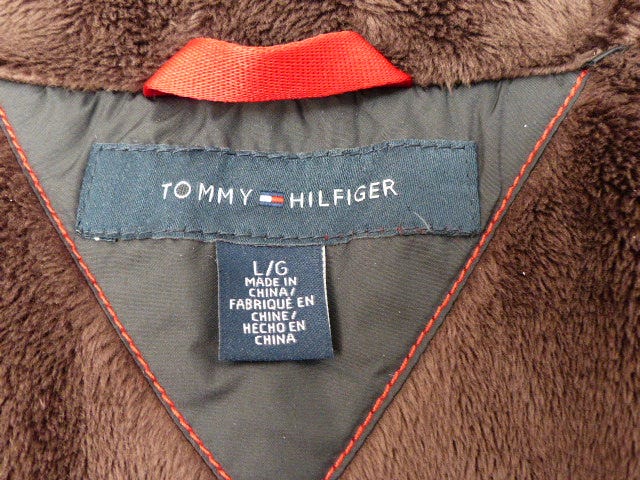 TOMMY HILFIGER
L/G
MADE IN
CHINA/
FABRIQUÉ EN
CHINE/
HECHO EN
CHINA